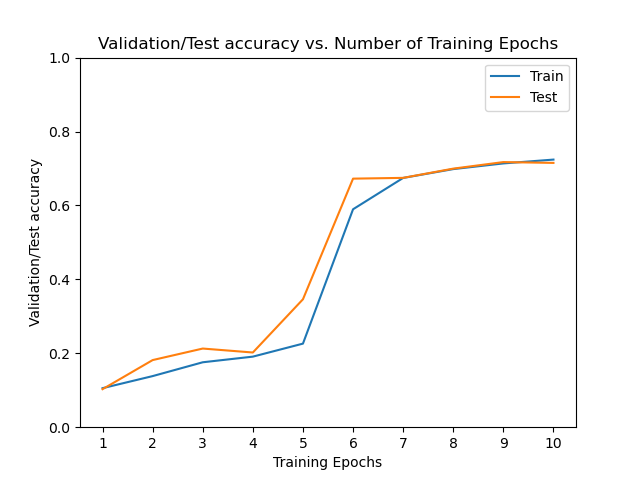 Validation/Test accuracy vs. Number of Training Epochs
Train
Test
Validation/Test accuracy
1.0
0.8
0.6
0.4
0.2
0.0
1 2 3 4 5 6 7 8 9 10
Training Epochs